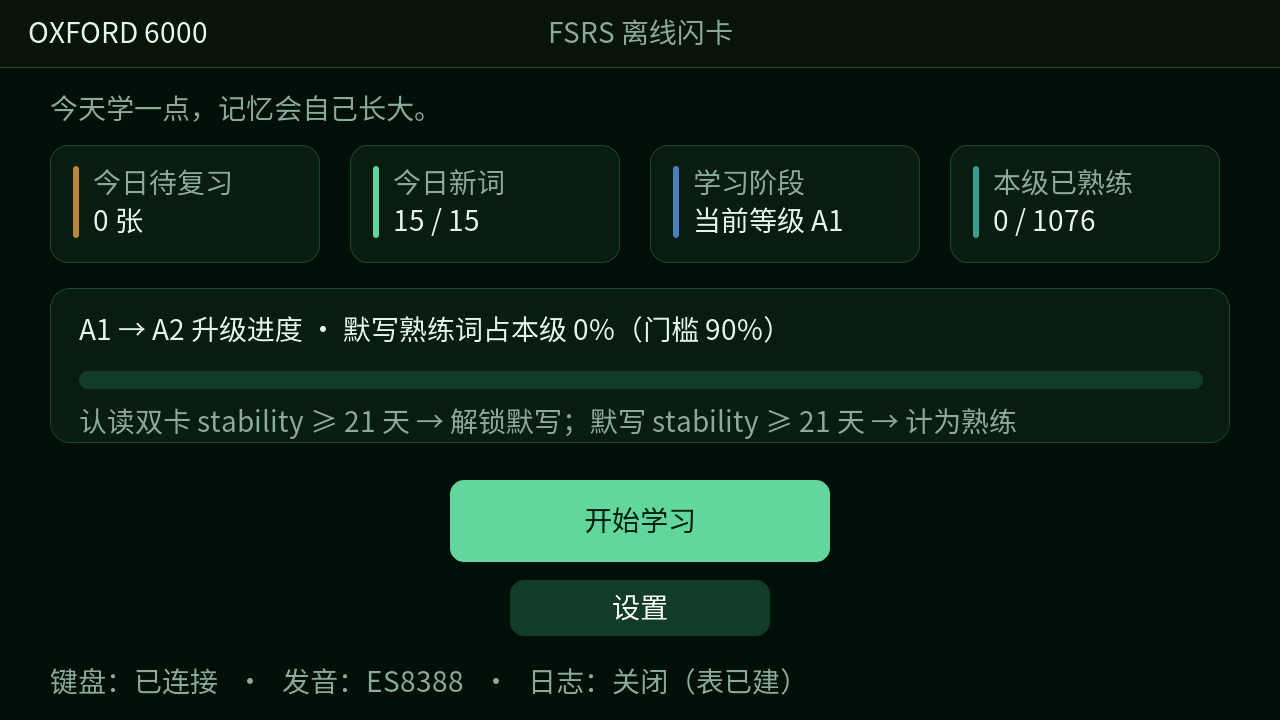 OXFORD 6000
FSRS 离线闪卡
今天学一点，记忆会自己长大。
今日待复习
0 张
今日新词
15 / 15
学习阶段
当前等级 A1
本级已熟练
0 / 1076
A1 → A2 升级进度 · 默写熟练词占本级 0%（门槛 90%）
认读双卡 stability ≥ 21 天 → 解锁默写；默写 stability ≥ 21 天 → 计为熟练
开始学习
设置
键盘：已连接 · 发音：ES8388 · 日志：关闭（表已建）